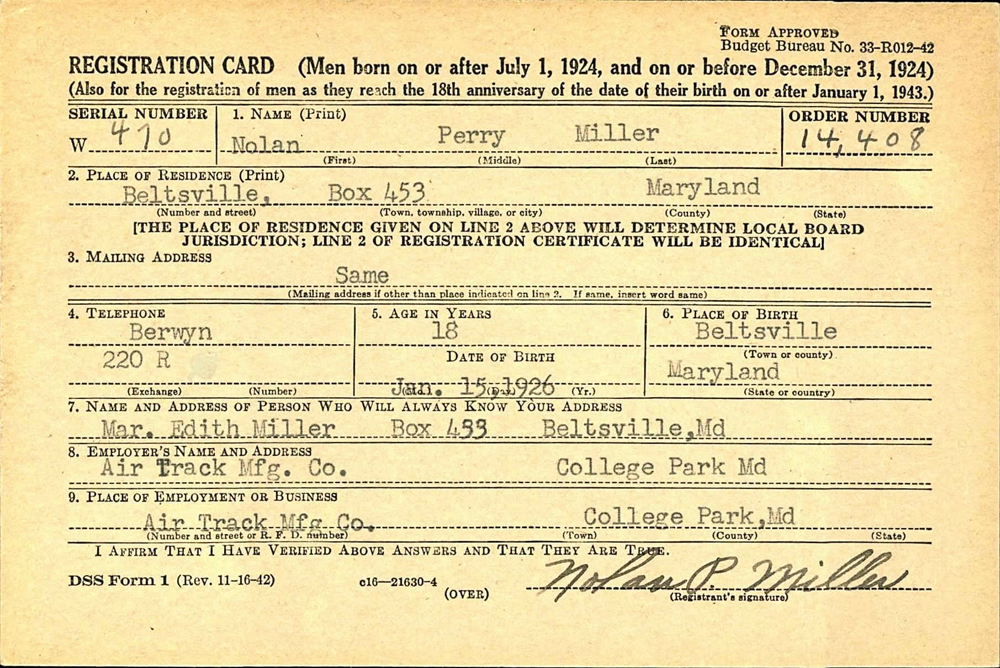 FORM APPROVED
Budget Bureau No. 33-R012-42
REGISTRATION CARD (Men born on or after July 1, 1924, and on or before December 31, 1924)
(Also for the registration of men as they reach the 18th anniversary of the date of their birth on or after January 1, 1943.)
SERIAL NUMBER 1. NAME (Print) ORDER NUMBER
W 470 Nolan Perry Miller 14,408
(First) (Middle) (Last)
2. PLACE OF RESIDENCE (Print)
Beltsville, Box 453 Maryland
(Number and street) (Town, township, village, or city) (County) (State)
[THE PLACE OF RESIDENCE GIVEN ON LINE 2 ABOVE WILL DETERMINE LOCAL BOARD
JURISDICTION; LINE 2 OF REGISTRATION CERTIFICATE WILL BE IDENTICAL]
3. MAILING ADDRESS
Same
(Mailing address if other than place indicated on line 2. If same, insert word same)
4. TELEPHONE 5. AGE IN YEARS 6. PLACE OF BIRTH
Berwyn 18 Beltsville
220 R DATE OF BIRTH (Town or county)
Jan. 15, 1926 Maryland
(Exchange) (Number) (Mo.) (Day) (Yr.) (State or country)
7. NAME AND ADDRESS OF PERSON WHO WILL ALWAYS KNOW YOUR ADDRESS
Mar. Edith Miller Box 453 Beltsville,Md
8. EMPLOYER'S NAME AND ADDRESS
Air Track Mfg. Co. College Park Md
9. PLACE OF EMPLOYMENT OR BUSINESS
Air Track Mfg Co. College Park,Md
(Number and street or R. F. D. number) (Town) (County) (State)
I AFFIRM THAT I HAVE VERIFIED ABOVE ANSWERS AND THAT THEY ARE TRUE.
DSS Form 1 (Rev. 11-16-42) c16—21630-4 Nolan P. Miller
(OVER) (Registrant's signature)